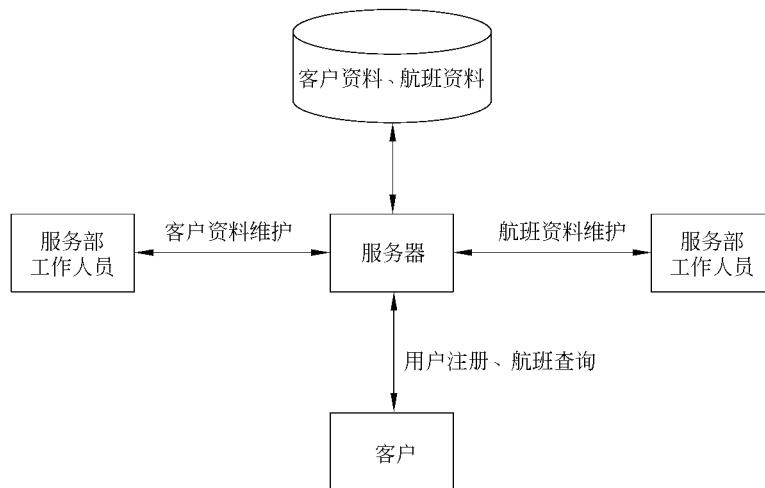 客户资料、航班资料
客户资料维护
航班资料维护
服务部
工作人员
服务器
服务部
工作人员
用户注册、航班查询
客户